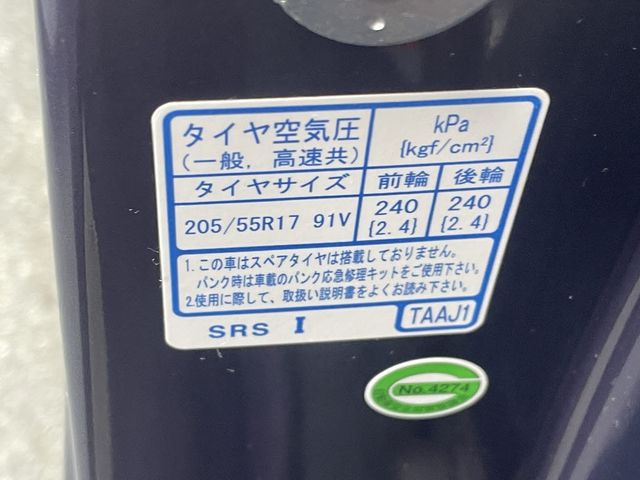 タイヤ空気圧
(一般, 高速共)
kPa
{kgf/cm²}
タイヤサイズ 前輪 後輪
205/55R17 91V 240 {2.4} 240 {2.4}
1.この車はスペアタイヤは搭載しておりません。
パンク時は車載のパンク応急修理キットをご使用下さい。
2.使用に際して、取扱い説明書をよくお読み下さい。
SRS I TAAJ1
No.4274